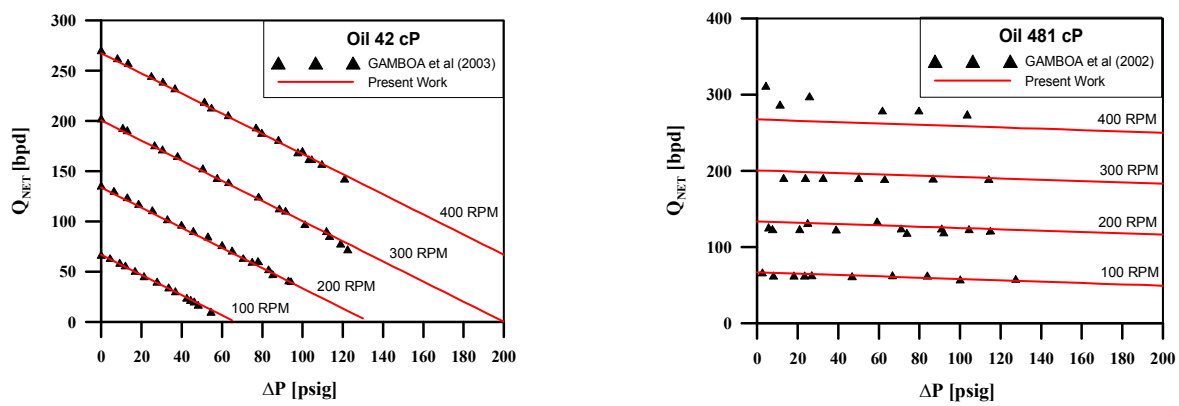 Oil 42 cP
GAMBOA et al (2003)
Present Work
300
250
200
150
100
50
0
Q_NET [bpd]
400 RPM
300 RPM
200 RPM
100 RPM
0 20 40 60 80 100 120 140 160 180 200
ΔP [psig]
Oil 481 cP
GAMBOA et al (2002)
Present Work
400
300
200
100
0
Q_NET [bpd]
400 RPM
300 RPM
200 RPM
100 RPM
0 20 40 60 80 100 120 140 160 180 200
ΔP [psig]